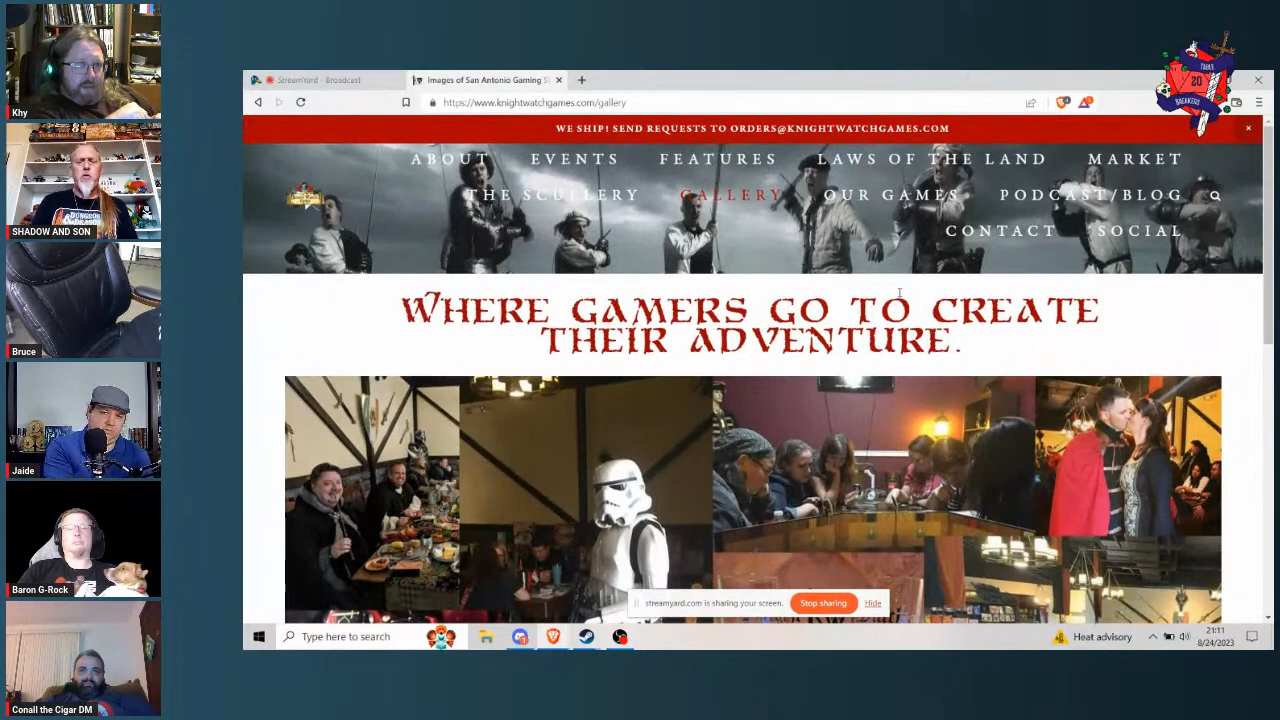 Khy
DUNGEON
SHADOW AND SON
Bruce
Jaide
Baron G-Rock
Conall the Cigar DM
StreamYard - Broadcast
Images of San Antonio Gaming S
https://www.knightwatchgames.com/gallery
TABLE
20
BREAKERS
WE SHIP! SEND REQUESTS TO ORDERS@KNIGHTWATCHGAMES.COM
ABOUT EVENTS FEATURES LAWS OF THE LAND MARKET
THE SCULLERY GALLERY OUR GAMES PODCAST/BLOG
CONTACT SOCIAL
WHERE GAMERS GO TO CREATE
THEIR ADVENTURE.
streamyard.com is sharing your screen. Stop sharing Hide
Type here to search
Heat advisory
21:11
8/24/2023